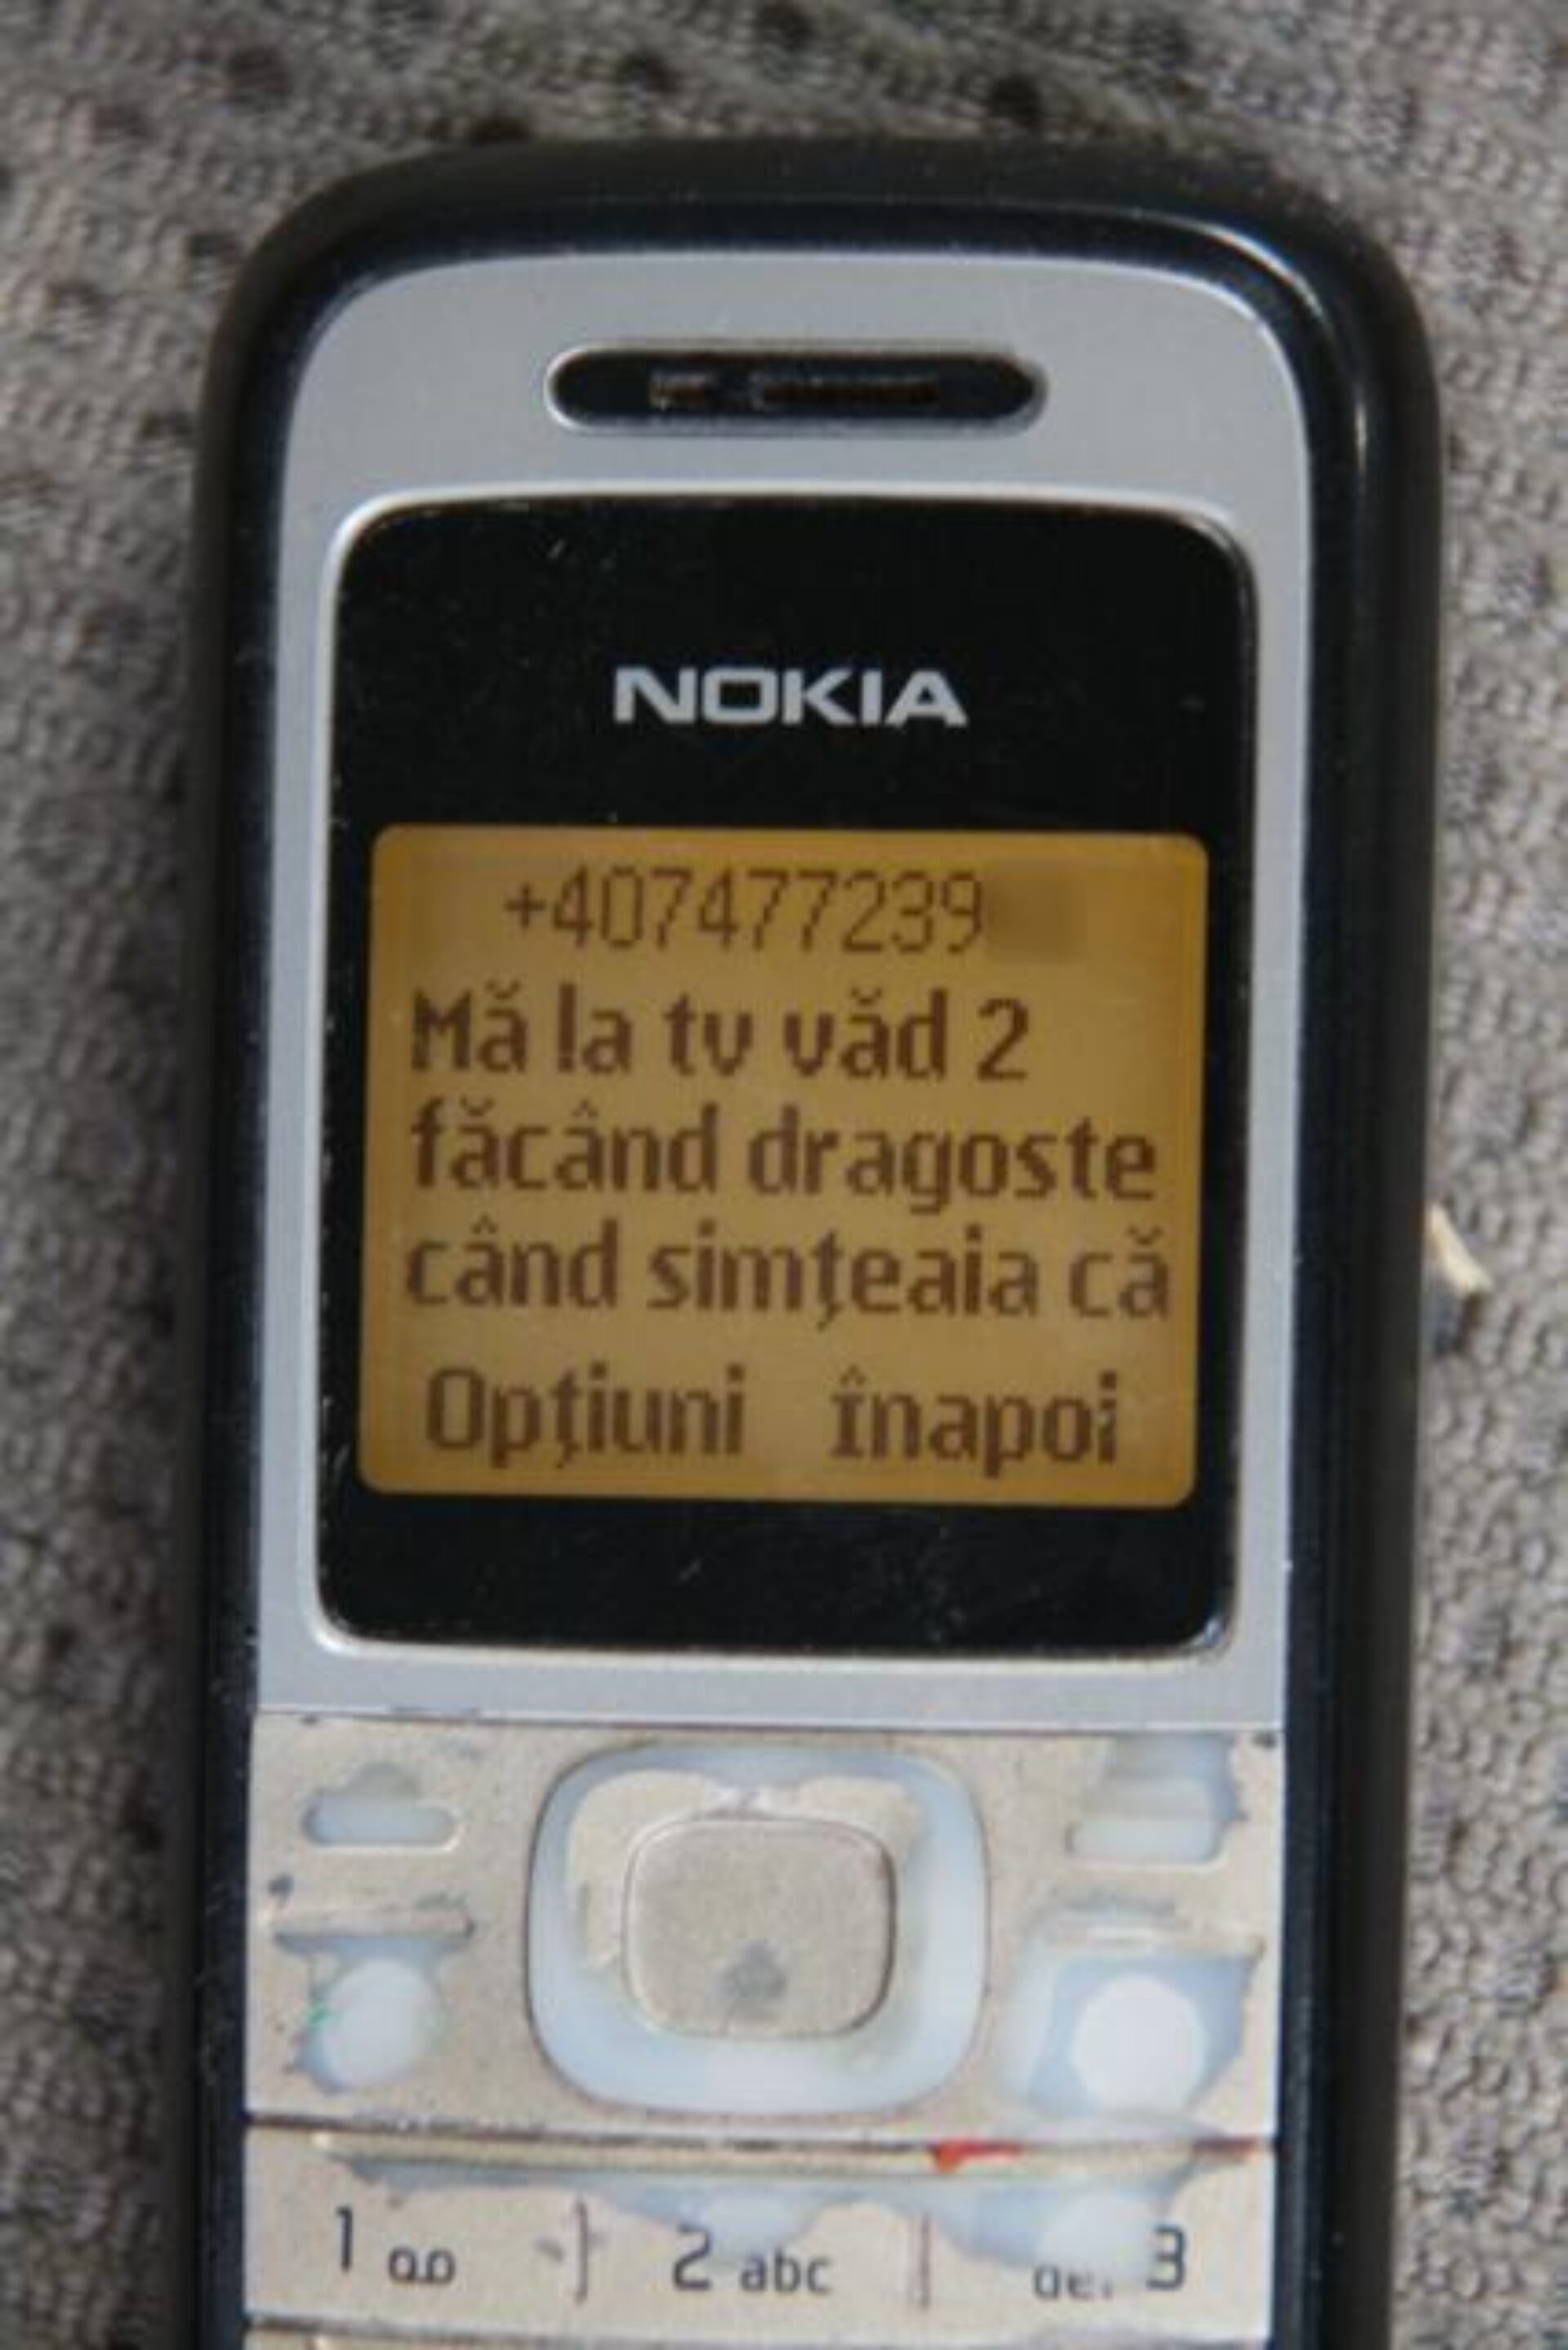 NOKIA
+407477239
Mă la tv văd 2
făcând dragoste
când simţeaia că
Opţiuni înapoi
1 2 abc 3